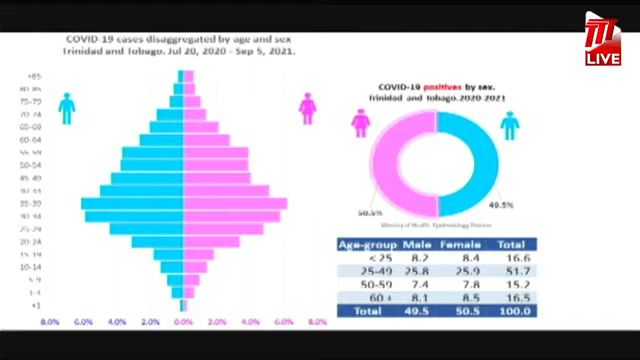 LIVE
COVID-19 cases disaggregated by age and sex
Trinidad and Tobago. Jul 20, 2020 - Sep 5, 2021.
75-79
70-74
65-69
60-64
55-59
50-54
45-49
40-44
35-39
30-34
25-29
20-24
15-19
10-14
5-9
1-4
<1
8.0% 6.0% 4.0% 2.0% 0.0% 2.0% 4.0% 6.0% 8.0%
COVID-19 positives by sex.
Trinidad and Tobago. 2020-2021
50.5%
49.5%
Ministry of Health, Epidemiology Division
Age-group Male Female Total
< 25 8.2 8.4 16.6
25-49 25.8 25.9 51.7
50-59 7.4 7.8 15.2
60 + 8.1 8.5 16.5
Total 49.5 50.5 100.0